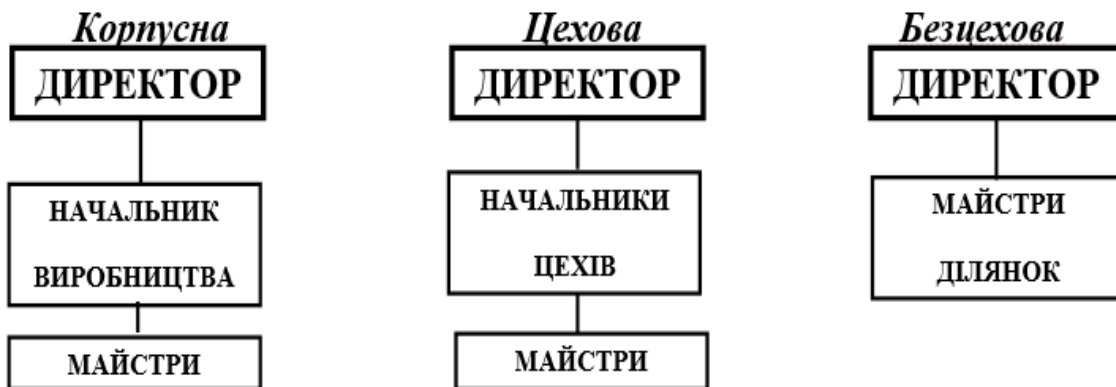 Корпусна
ДИРЕКТОР
НАЧАЛЬНИК
ВИРОБНИЦТВА
МАЙСТРИ
Цехова
ДИРЕКТОР
НАЧАЛЬНИКИ
ЦЕХІВ
МАЙСТРИ
Безцехова
ДИРЕКТОР
МАЙСТРИ
ДІЛЯНОК